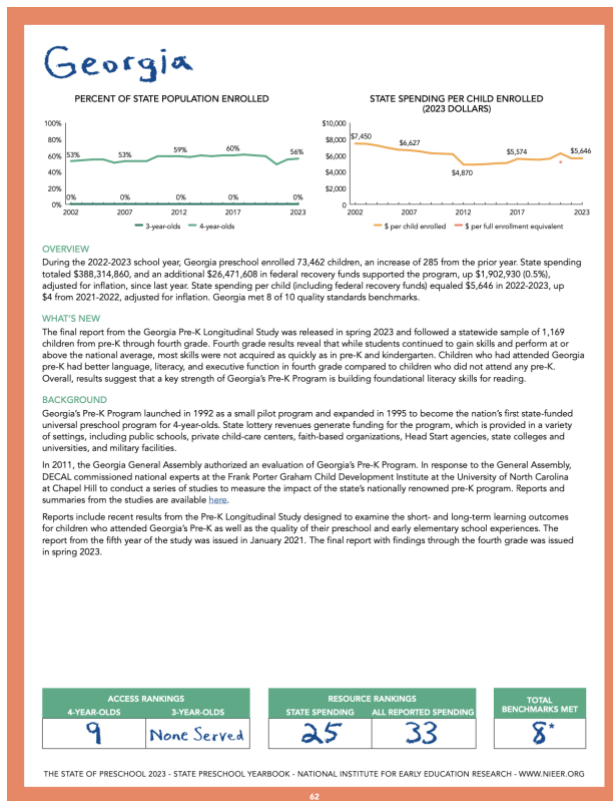 Georgia
PERCENT OF STATE POPULATION ENROLLED
100%
80%
60%
40%
20%
0%
53%
53%
59%
60%
56%
0%
0%
0%
0%
0%
2002
2007
2012
2017
2023
3-year-olds
4-year-olds
STATE SPENDING PER CHILD ENROLLED
(2023 DOLLARS)
$10,000
$8,000
$6,000
$4,000
$2,000
0
$7,450
$6,627
$4,870
$5,574
$5,646
2002
2007
2012
2017
2023
$ per child enrolled
$ per full enrollment equivalent
OVERVIEW
During the 2022-2023 school year, Georgia preschool enrolled 73,462 children, an increase of 285 from the prior year. State spending
totaled $388,314,860, and an additional $26,471,608 in federal recovery funds supported the program, up $1,902,930 (0.5%),
adjusted for inflation, since last year. State spending per child (including federal recovery funds) equaled $5,646 in 2022-2023, up
$4 from 2021-2022, adjusted for inflation. Georgia met 8 of 10 quality standards benchmarks.
WHAT'S NEW
The final report from the Georgia Pre-K Longitudinal Study was released in spring 2023 and followed a statewide sample of 1,169
children from pre-K through fourth grade. Fourth grade results reveal that while students continued to gain skills and perform at or
above the national average, most skills were not acquired as quickly as in pre-K and kindergarten. Children who had attended Georgia
pre-K had better language, literacy, and executive function in fourth grade compared to children who did not attend any pre-K.
Overall, results suggest that a key strength of Georgia's Pre-K Program is building foundational literacy skills for reading.
BACKGROUND
Georgia's Pre-K Program launched in 1992 as a small pilot program and expanded in 1995 to become the nation's first state-funded
universal preschool program for 4-year-olds. State lottery revenues generate funding for the program, which is provided in a variety
of settings, including public schools, private child-care centers, faith-based organizations, Head Start agencies, state colleges and
universities, and military facilities.
In 2011, the Georgia General Assembly authorized an evaluation of Georgia's Pre-K Program. In response to the General Assembly,
DECAL commissioned national experts at the Frank Porter Graham Child Development Institute at the University of North Carolina
at Chapel Hill to conduct a series of studies to measure the impact of the state's nationally renowned pre-k program. Reports and
summaries from the studies are available here.
Reports include recent results from the Pre-K Longitudinal Study designed to examine the short- and long-term learning outcomes
for children who attended Georgia's Pre-K as well as the quality of their preschool and early elementary school experiences. The
report from the fifth year of the study was issued in January 2021. The final report with findings through the fourth grade was issued
in spring 2023.
ACCESS RANKINGS
4-YEAR-OLDS
3-YEAR-OLDS
9
None Served
RESOURCE RANKINGS
STATE SPENDING
ALL REPORTED SPENDING
25
33
TOTAL
BENCHMARKS MET
8*
THE STATE OF PRESCHOOL 2023 - STATE PRESCHOOL YEARBOOK - NATIONAL INSTITUTE FOR EARLY EDUCATION RESEARCH - WWW.NIEER.ORG
62